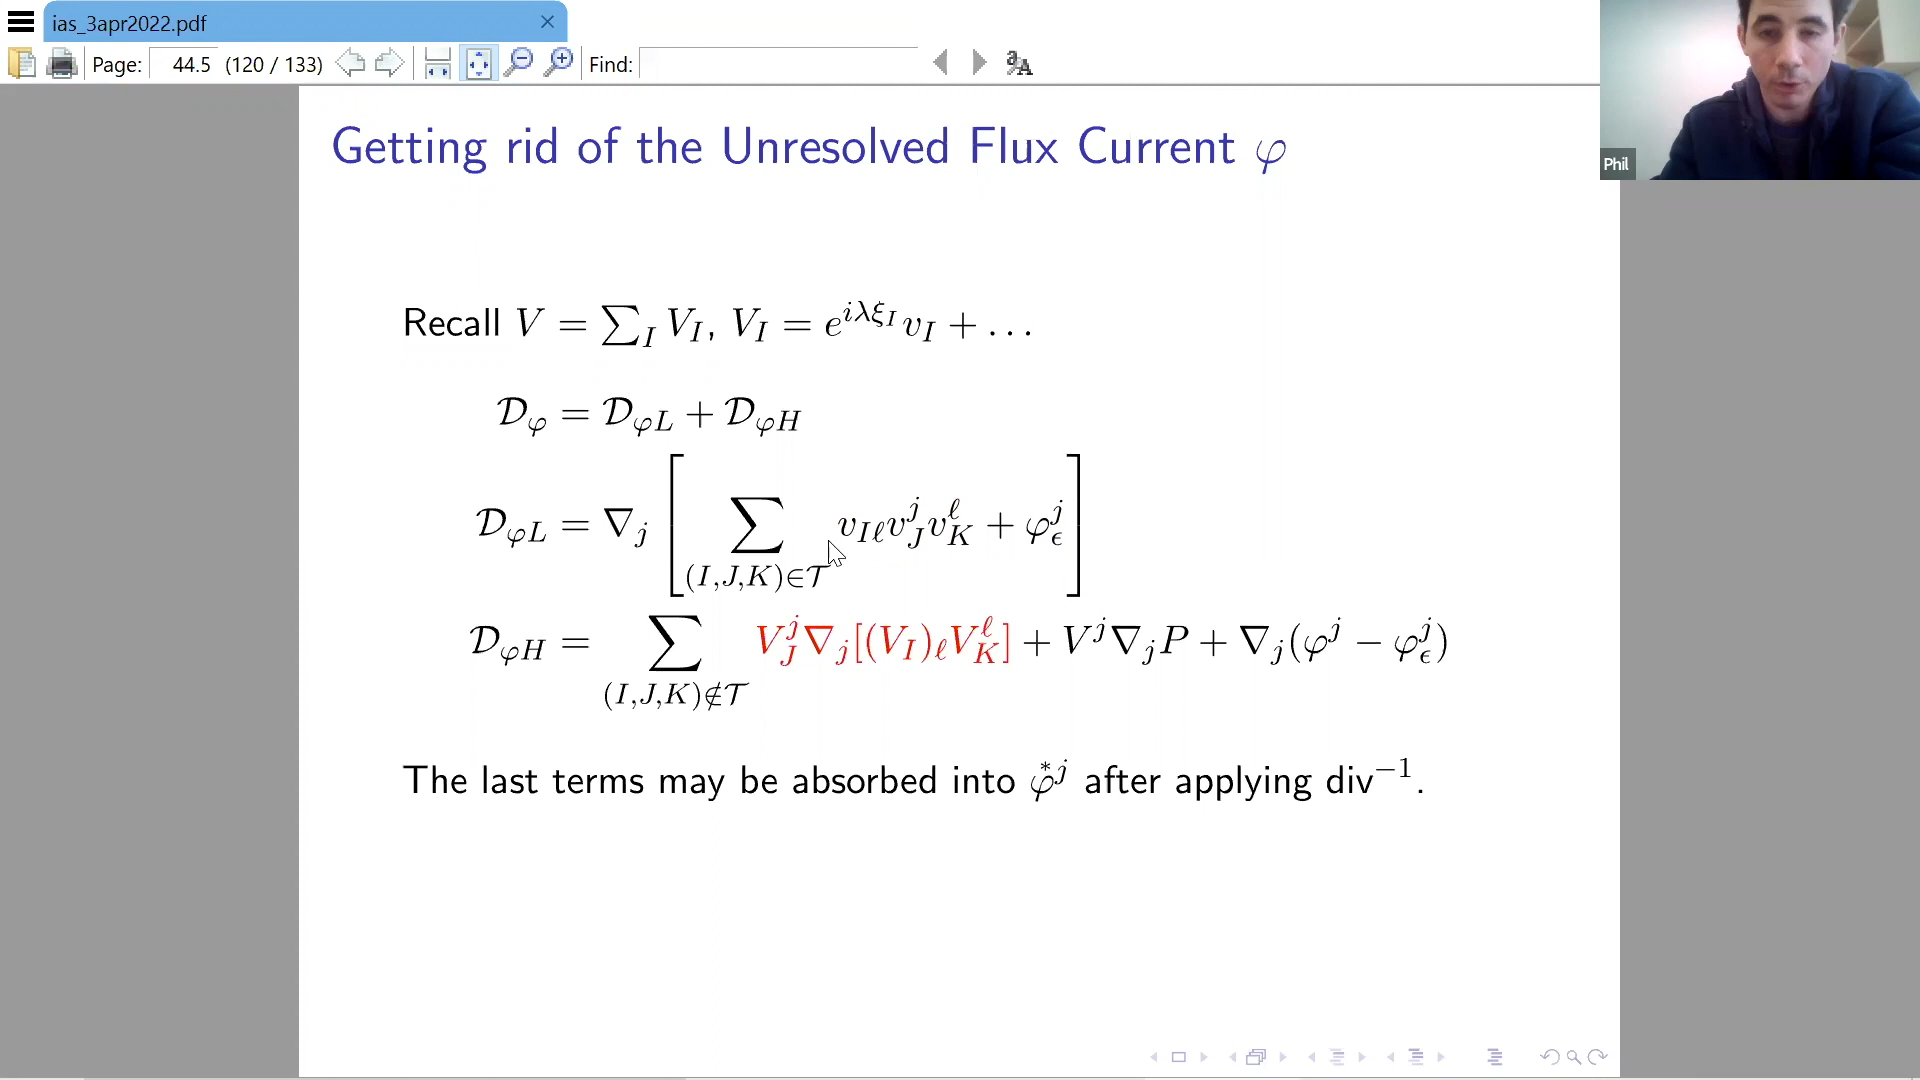 ias_3apr2022.pdf
Page: 44.5 (120 / 133) Find:
Phil
Getting rid of the Unresolved Flux Current φ
Recall V = ∑_I V_I, V_I = e^{iλξ_I} v_I + …
𝒟_φ = 𝒟_{φL} + 𝒟_{φH}
𝒟_{φL} = ∇_j [ ∑_{(I,J,K)∈𝒯} v_{Iℓ} v_J^j v_K^ℓ + φ_ϵ^j ]
𝒟_{φH} = ∑_{(I,J,K)∉𝒯} V_J^j ∇_j[(V_I)_ℓ V_K^ℓ] + V^j ∇_j P + ∇_j(φ^j − φ_ϵ^j)
The last terms may be absorbed into φ^{*j} after applying div^{−1}.